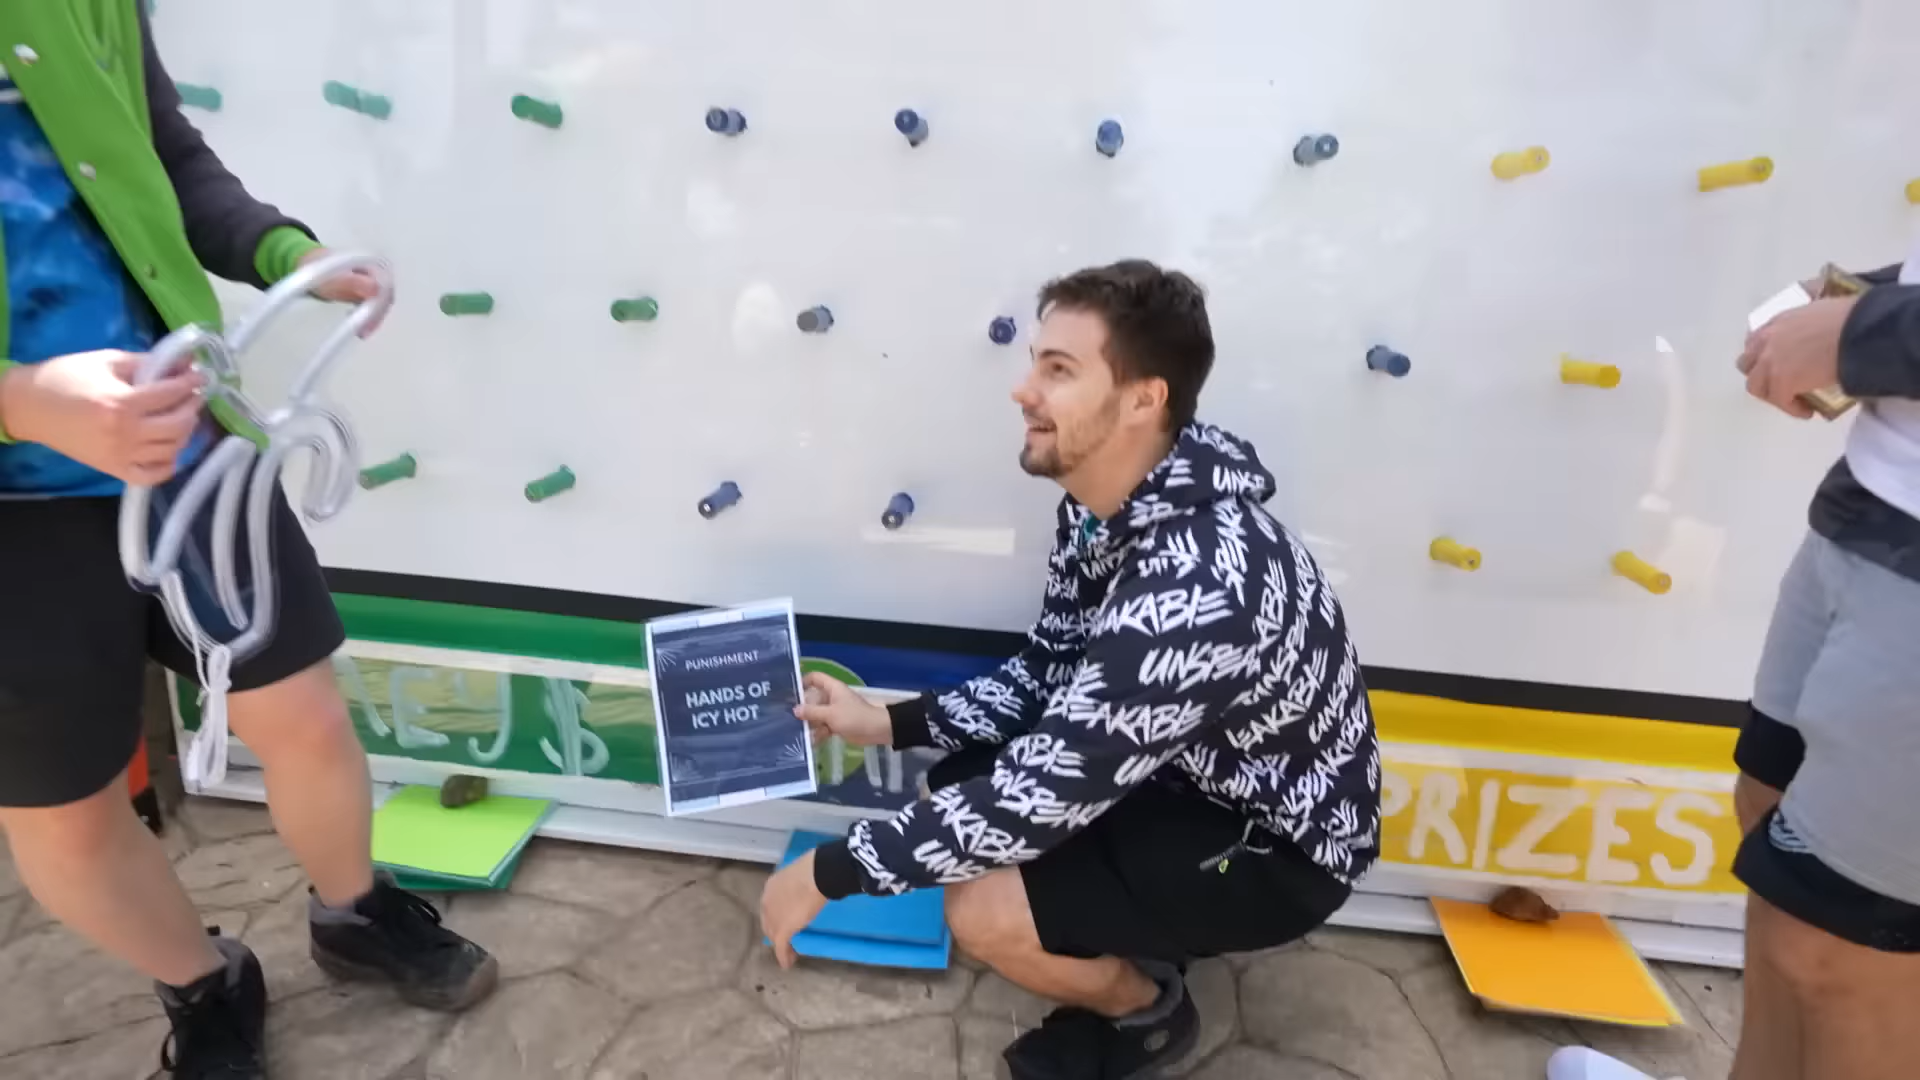 PUNISHMENT
HANDS OF
ICY HOT
UNSPEAKABLE
PRIZES